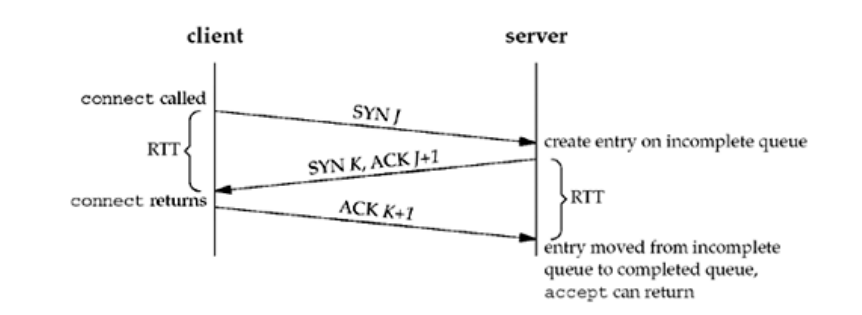 client
server
connect called
SYN J
create entry on incomplete queue
RTT
SYN K, ACK J+1
RTT
connect returns
ACK K+1
entry moved from incomplete
queue to completed queue,
accept can return